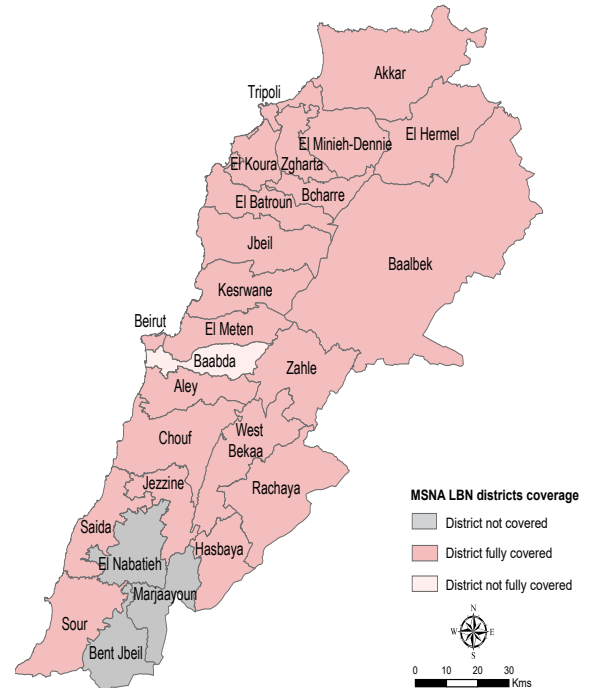 Akkar
Tripoli
El Hermel
El Minieh-Dennie
El Koura
Zgharta
Bcharre
El Batroun
Jbeil
Baalbek
Kesrwane
Beirut
El Meten
Baabda
Zahle
Aley
West
Bekaa
Chouf
Jezzine
Rachaya
Saida
Hasbaya
El Nabatieh
Marjaayoun
Sour
Bent Jbeil
MSNA LBN districts coverage
District not covered
District fully covered
District not fully covered
N
W E
S
0 10 20 30
Kms